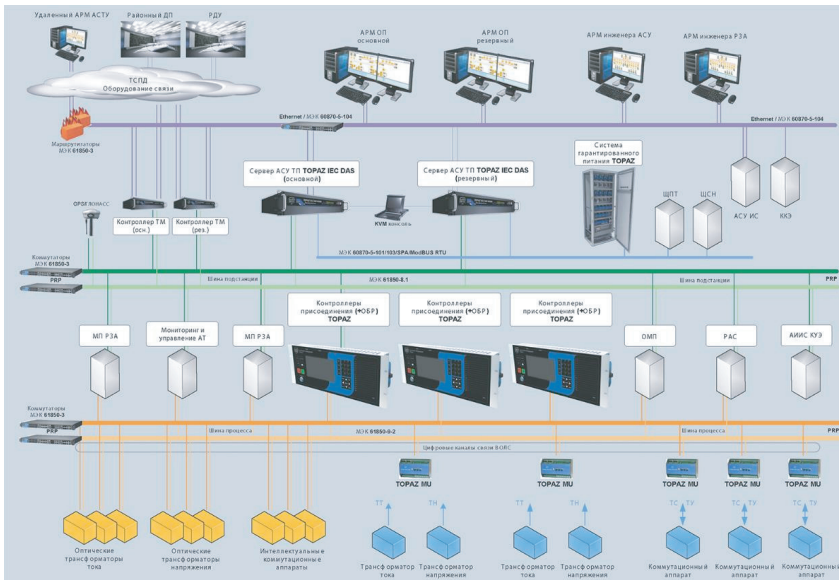 Удаленный АРМ АСТУ
Районный ДП
РДУ
АРМ ОП
основной
АРМ ОП
резервный
АРМ инженера АСУ
АРМ инженера РЗА
ТСПД
Оборудование связи
Ethernet / МЭК 60870-5-104
Ethernet / МЭК 60870-5-104
Маршрутизаторы
МЭК 61850-3
Сервер АСУ ТП TOPAZ IEC DAS
(основной)
Сервер АСУ ТП TOPAZ IEC DAS
(резервный)
Система
гарантированного
питания TOPAZ
GPS/ГЛОНАСС
Контроллер ТМ
(осн.)
Контроллер ТМ
(рез.)
KVM консоль
ЩПТ
ЩСН
АСУ ИС
ККЭ
МЭК 60870-5-101/103/SPA/ModBUS RTU
Коммутаторы
МЭК 61850-3
PRP
Шина подстанции
МЭК 61850-8.1
Шина подстанции
PRP
МП РЗА
Мониторинг и
управление АТ
МП РЗА
Контроллеры
присоединения (+ОБР)
TOPAZ
Контроллеры
присоединения (+ОБР)
TOPAZ
Контроллеры
присоединения (+ОБР)
TOPAZ
ОМП
РАС
АИИС КУЭ
Коммутаторы
МЭК 61850-3
PRP
Шина процесса
МЭК 61850-9-2
Шина процесса
PRP
Цифровые каналы связи ВОЛС
TOPAZ MU
TOPAZ MU
TOPAZ MU
TOPAZ MU
TOPAZ MU
ТТ
ТН
ТТ
ТН
ТС
ТУ
ТС
ТУ
ТС
ТУ
Оптические
трансформаторы
тока
Оптические
трансформаторы
напряжения
Интеллектуальные
коммутационные
аппараты
Трансформатор
тока
Трансформатор
напряжения
Трансформатор
тока
Трансформатор
напряжения
Коммутационный
аппарат
Коммутационный
аппарат
Коммутационный
аппарат